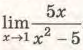 lim x→1 5x / x² − 5